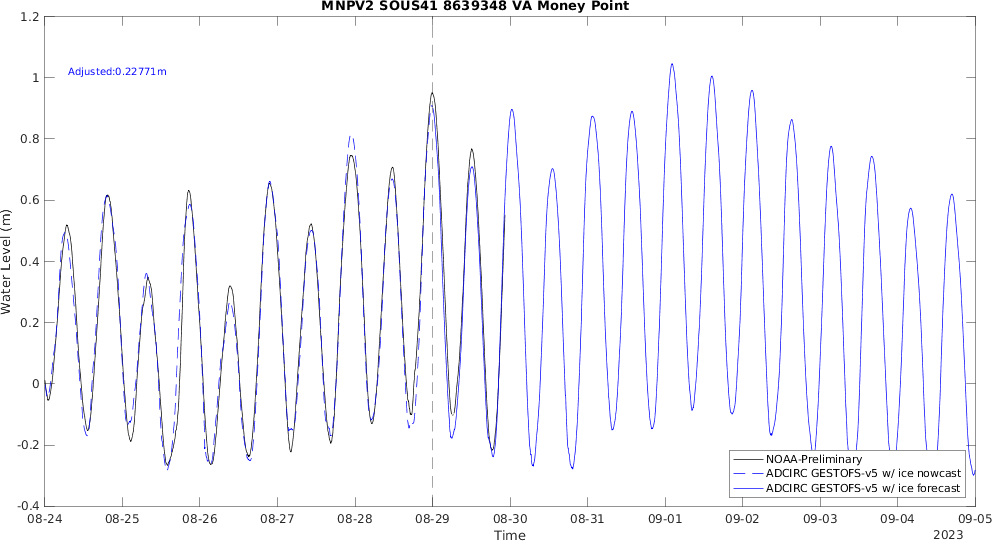 MNPV2 SOUS41 8639348 VA Money Point
1.2
1
0.8
0.6
0.4
0.2
0
-0.2
-0.4
Water Level (m)
Adjusted:0.22771m
NOAA-Preliminary
ADCIRC GESTOFS-v5 w/ ice nowcast
ADCIRC GESTOFS-v5 w/ ice forecast
08-24 08-25 08-26 08-27 08-28 08-29 08-30 08-31 09-01 09-02 09-03 09-04 09-05
Time
2023